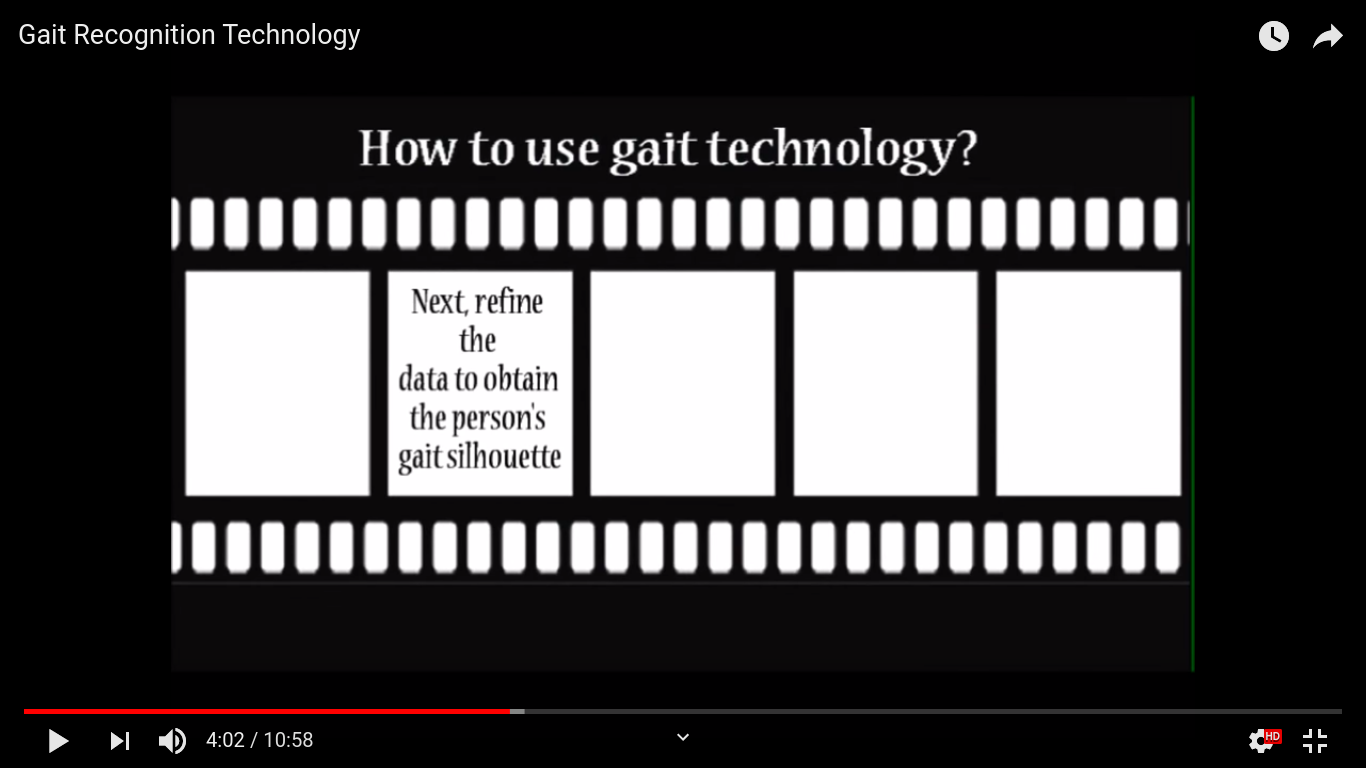 Gait Recognition Technology
How to use gait technology?
Next, refine
the
data to obtain
the person's
gait silhouette
4:02 / 10:58
HD